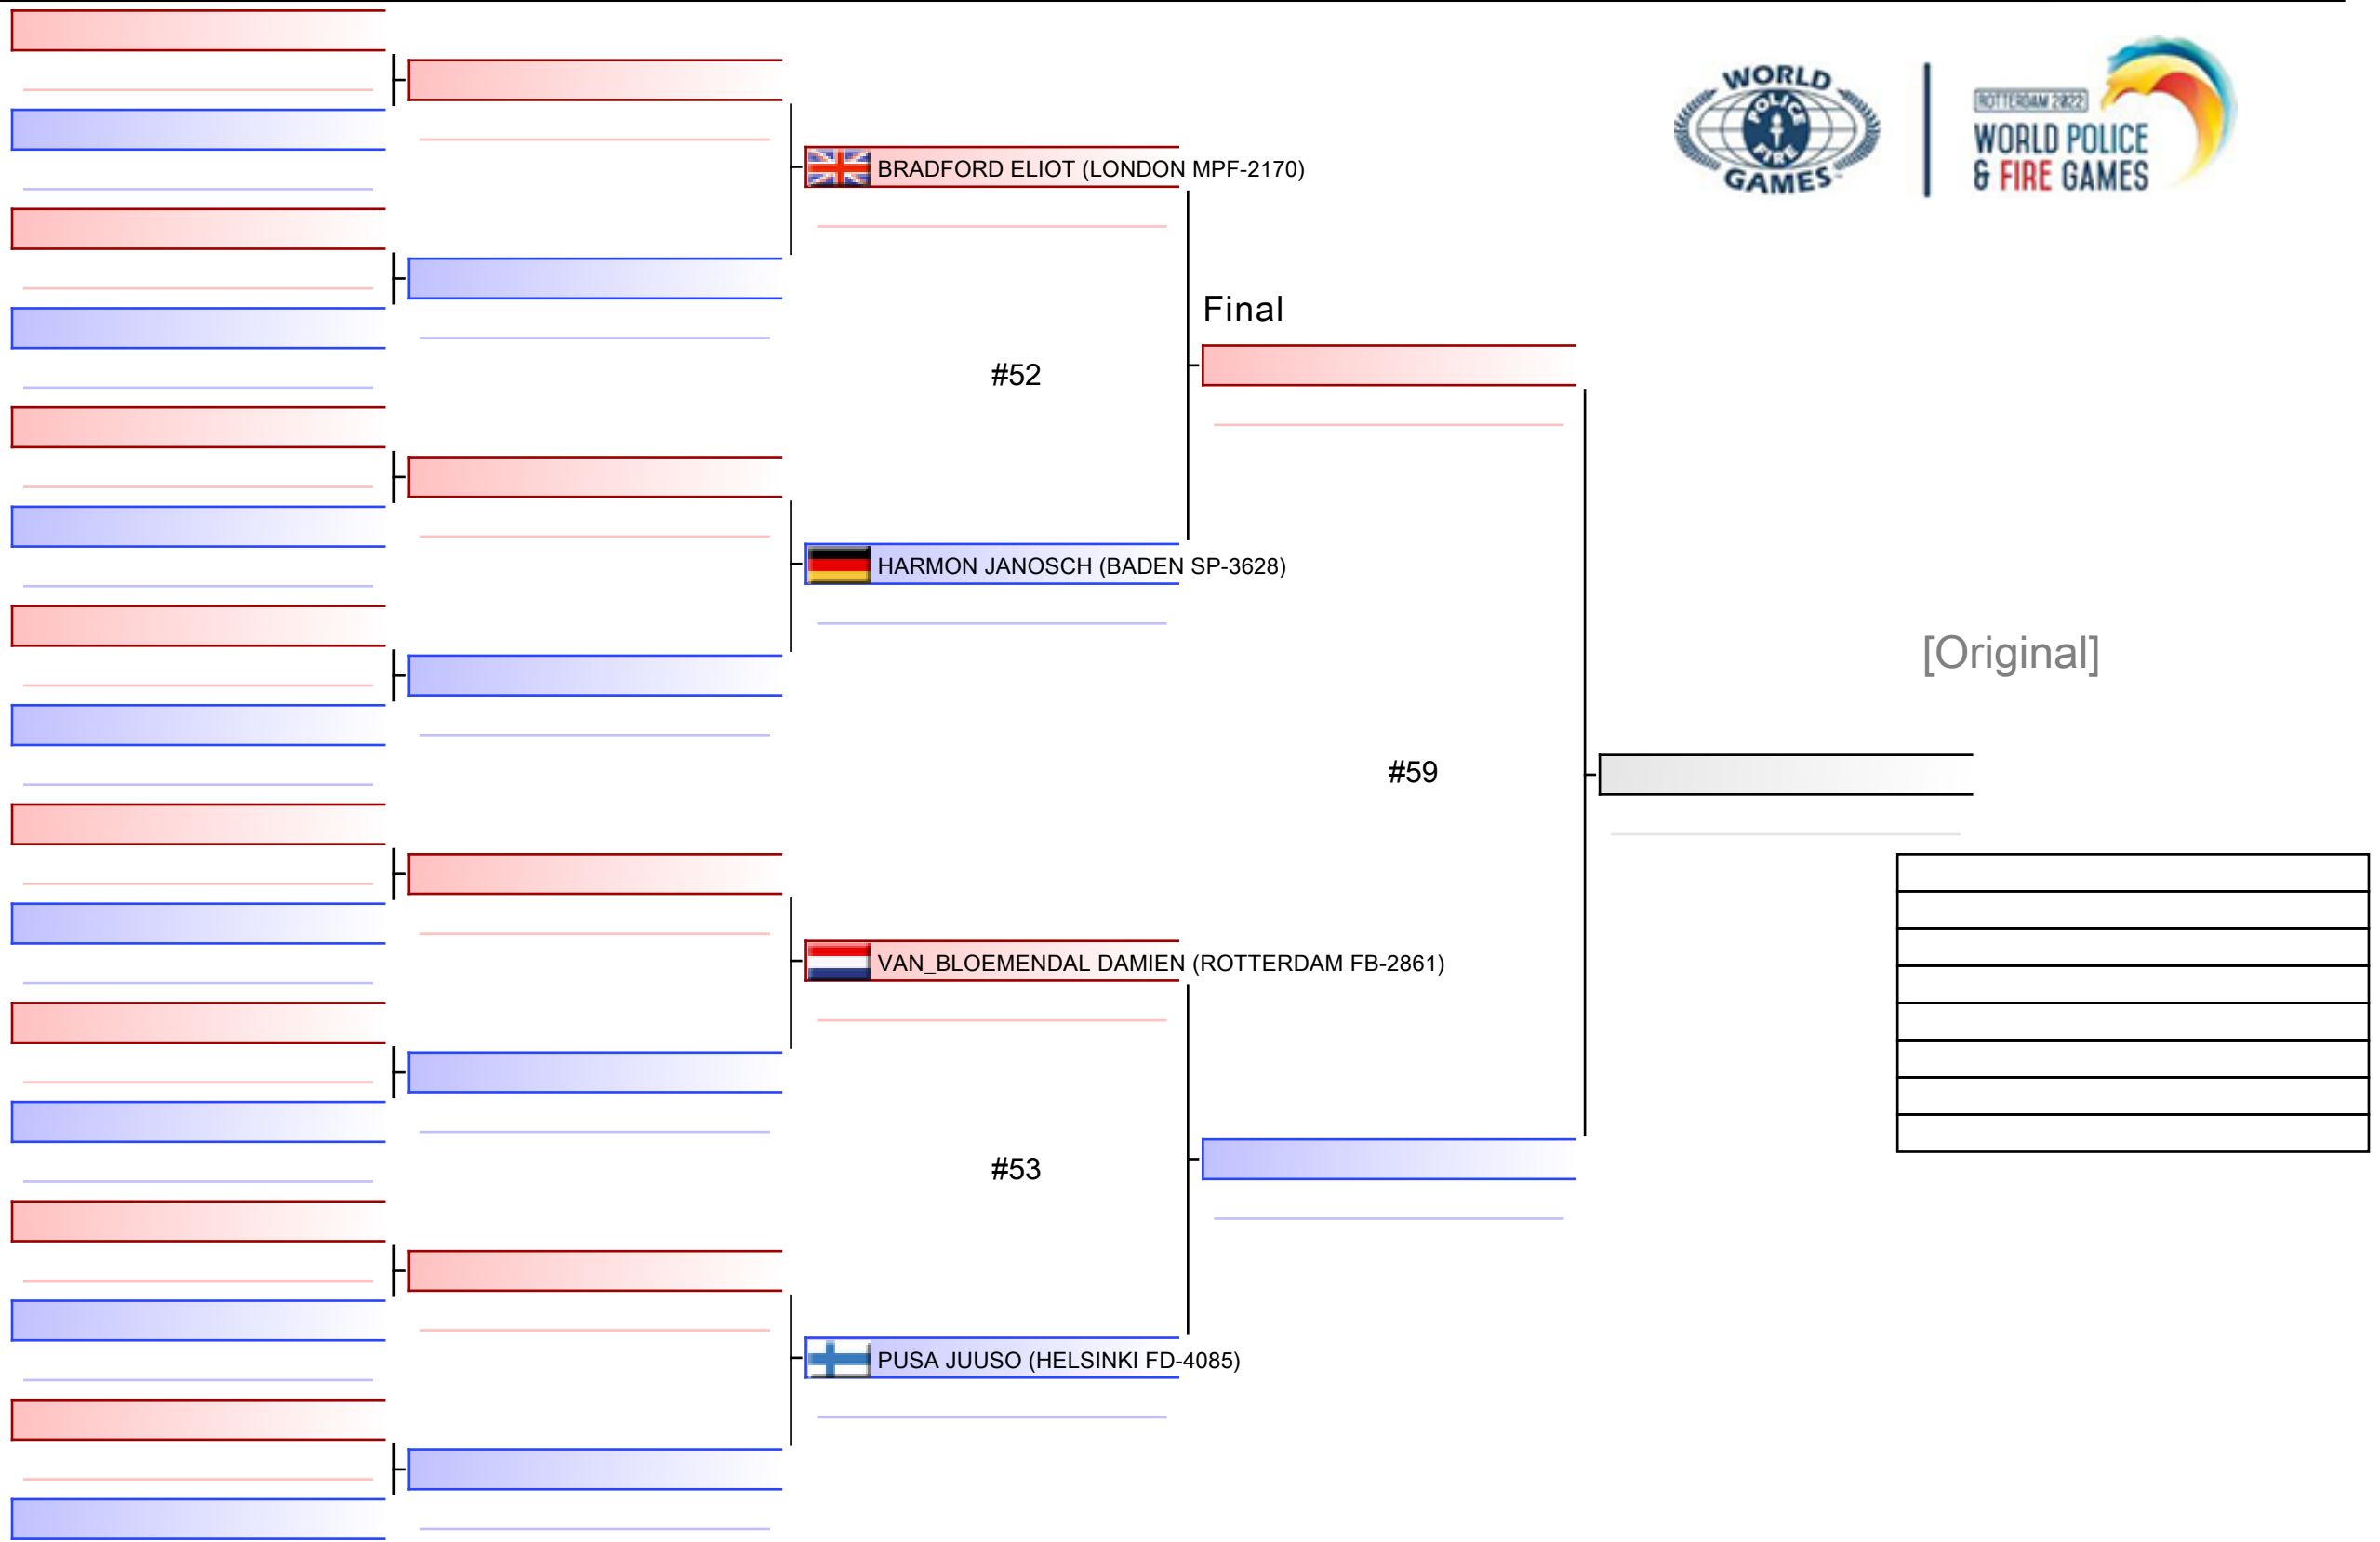 WORLD
POLICE
FIRE
GAMES
ROTTERDAM 2022
WORLD POLICE
& FIRE GAMES
BRADFORD ELIOT (LONDON MPF-2170)
Final
#52
HARMON JANOSCH (BADEN SP-3628)
[Original]
#59
VAN_BLOEMENDAL DAMIEN (ROTTERDAM FB-2861)
#53
PUSA JUUSO (HELSINKI FD-4085)